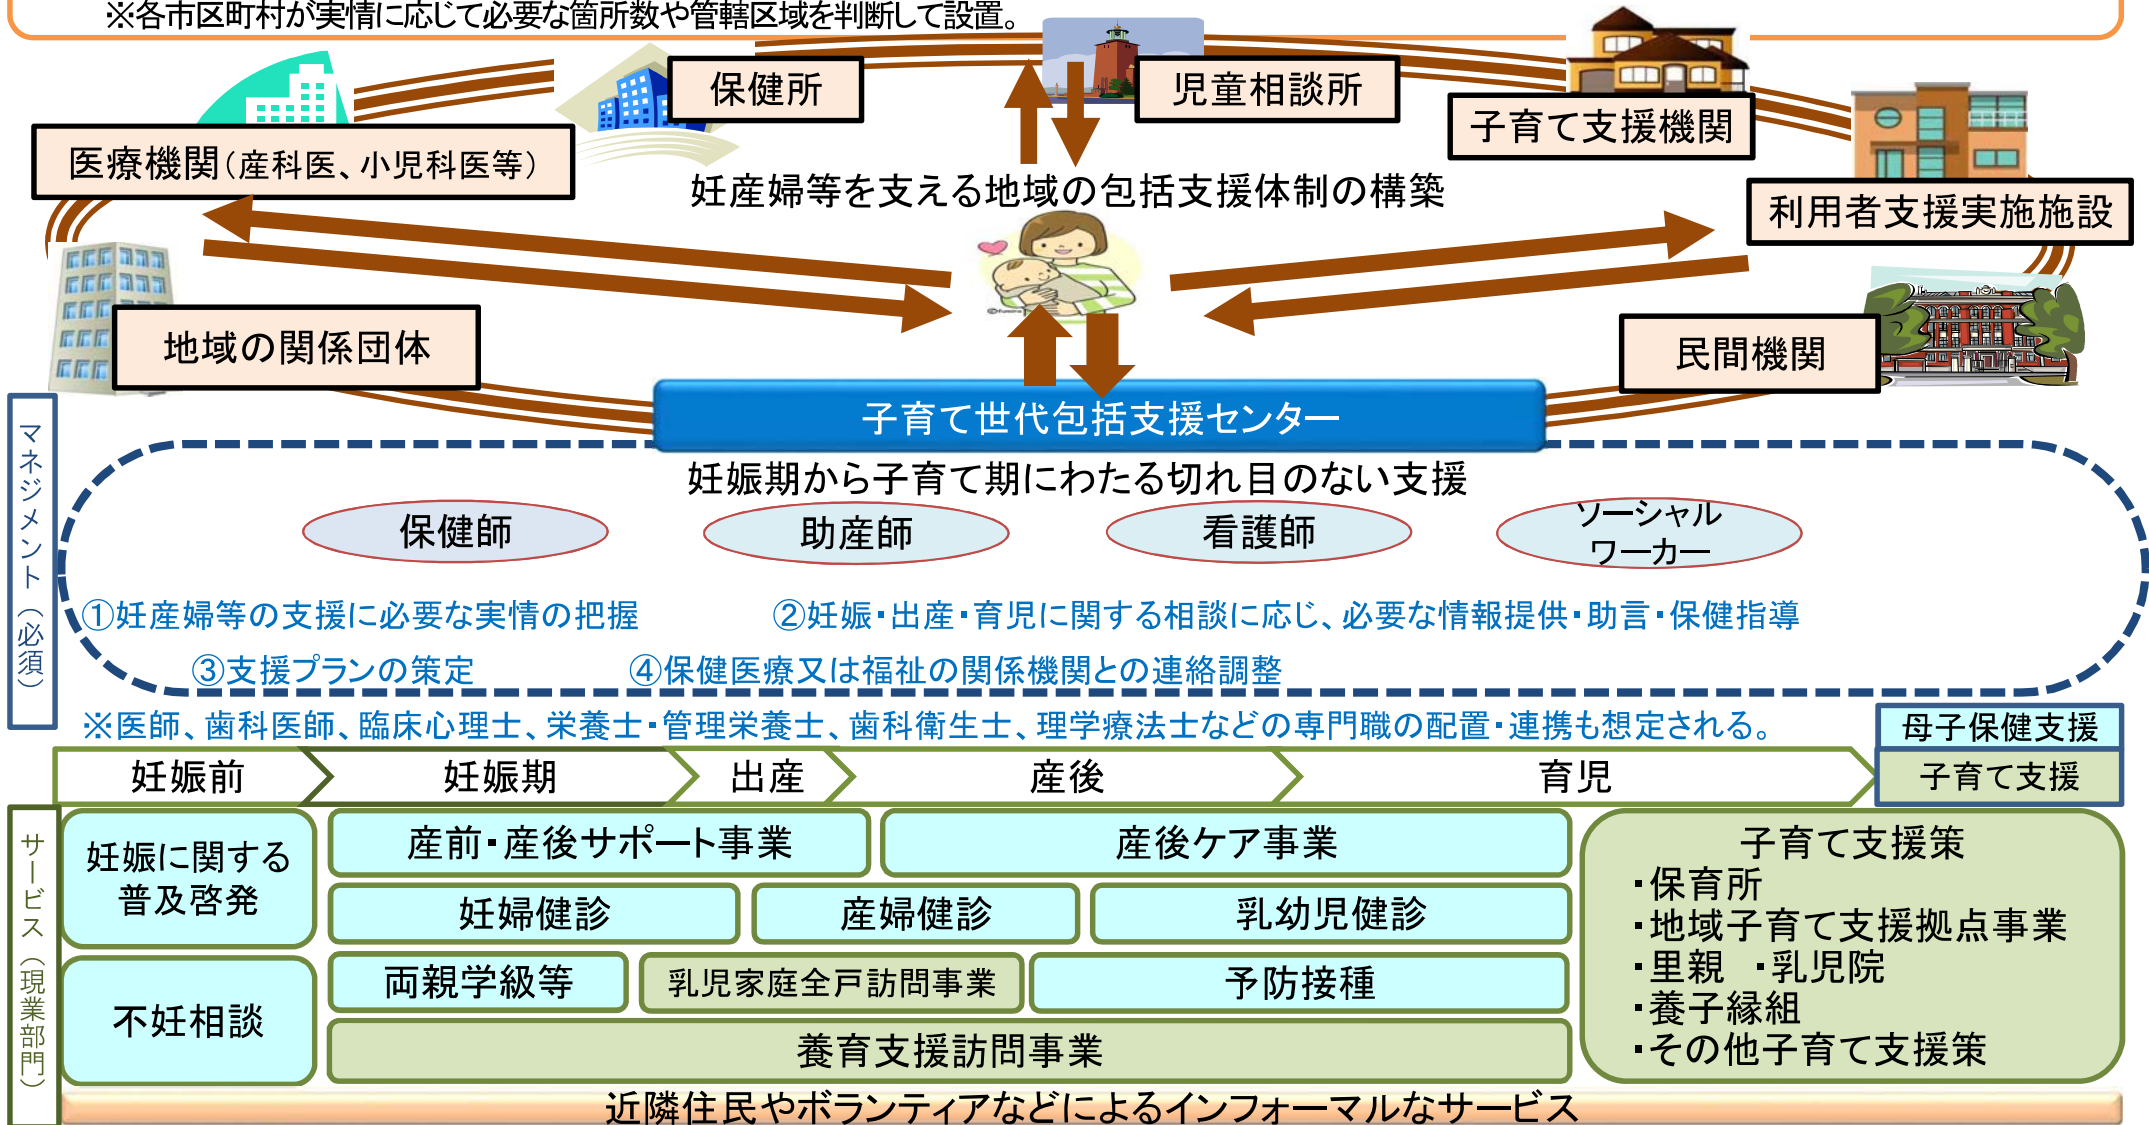 ※各市区町村が実情に応じて必要な箇所数や管轄区域を判断して設置。
保健所
児童相談所
子育て支援機関
医療機関(産科医、小児科医等)
利用者支援実施施設
妊産婦等を支える地域の包括支援体制の構築
地域の関係団体
民間機関
子育て世代包括支援センター
妊娠期から子育て期にわたる切れ目のない支援
マネジメント(必須)
保健師
助産師
看護師
ソーシャル
ワーカー
①妊産婦等の支援に必要な実情の把握
②妊娠・出産・育児に関する相談に応じ、必要な情報提供・助言・保健指導
③支援プランの策定
④保健医療又は福祉の関係機関との連絡調整
※医師、歯科医師、臨床心理士、栄養士・管理栄養士、歯科衛生士、理学療法士などの専門職の配置・連携も想定される。
母子保健支援
子育て支援
妊娠前
妊娠期
出産
産後
育児
サービス(現業部門)
妊娠に関する
普及啓発
不妊相談
産前・産後サポート事業
産後ケア事業
妊婦健診
産婦健診
乳幼児健診
両親学級等
乳児家庭全戸訪問事業
予防接種
養育支援訪問事業
子育て支援策
・保育所
・地域子育て支援拠点事業
・里親 ・乳児院
・養子縁組
・その他子育て支援策
近隣住民やボランティアなどによるインフォーマルなサービス